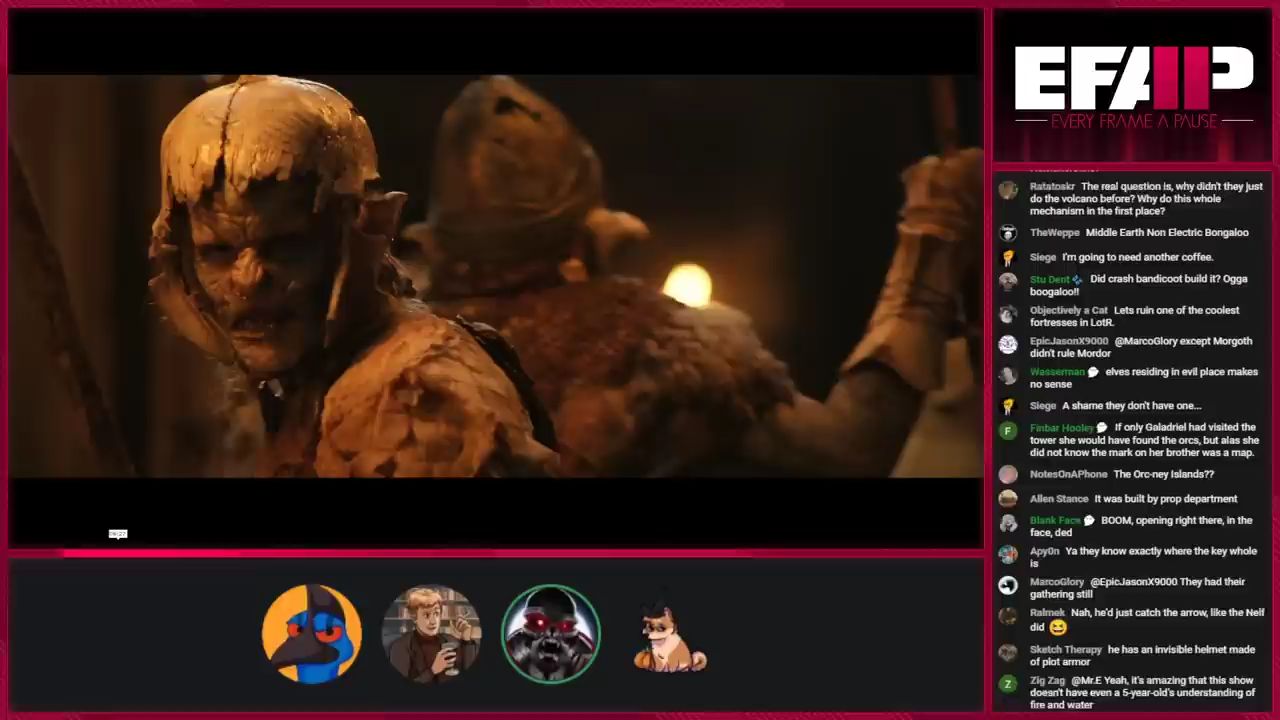 EFAP
EVERY FRAME A PAUSE
Ratatoskr The real question is, why didn't they just
do the volcano before? Why do this whole
mechanism in the first place?
TheWeppe Middle Earth Non Electric Bongaloo
Siege I'm going to need another coffee.
Stu Dent Did crash bandicoot build it? Ogga
boogaloo!!
Objectively a Cat Lets ruin one of the coolest
fortresses in LotR.
EpicJasonX9000 @MarcoGlory except Morgoth
didn't rule Mordor
Wasserman elves residing in evil place makes
no sense
Siege A shame they don't have one...
Finbar Hooley If only Galadriel had visited the
tower she would have found the orcs, but alas she
did not know the mark on her brother was a map.
NotesOnAPhone The Orc-ney Islands??
Allen Stance It was built by prop department
Blank Face BOOM, opening right there, in the
face, ded
Apy0n Ya they know exactly where the key whole
is
MarcoGlory @EpicJasonX9000 They had their
gathering still
Ralmek Nah, he'd just catch the arrow, like the Nelf
did 😆
Sketch Therapy he has an invisible helmet made
of plot armor
Zig Zag @Mr.E Yeah, it's amazing that this show
doesn't have even a 5-year-old's understanding of
fire and water